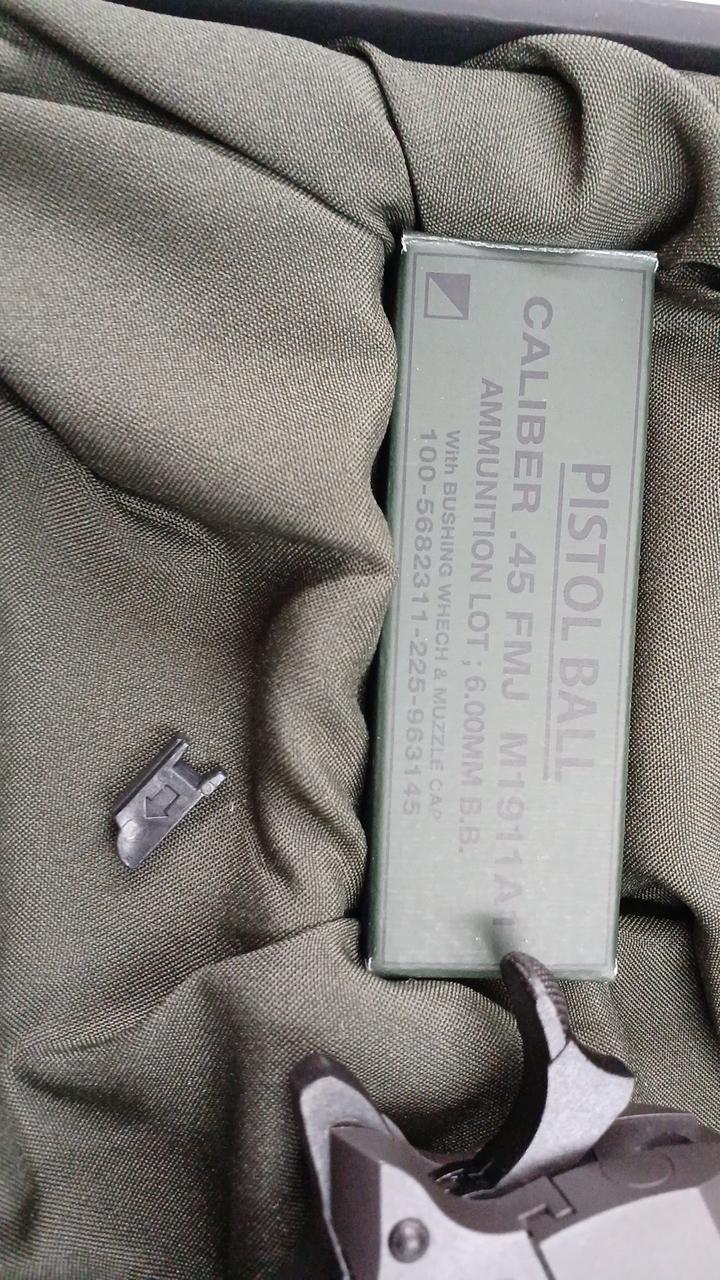 PISTOL BALL
CALIBER .45 FMJ M1911A1
AMMUNITION LOT ; 6.00MM B.B.
With BUSHING WHECH & MUZZLE CAP
100-5682311-225-963145